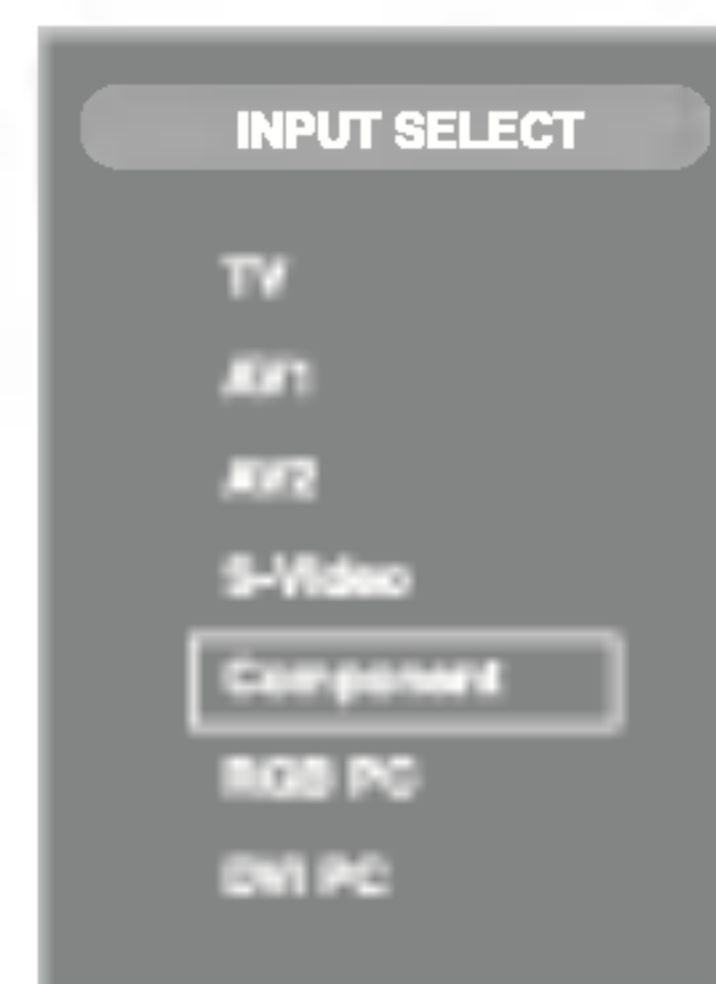 INPUT SELECT
TV
AV1
AV2
S-Video
Component
RGB PC
DVI PC